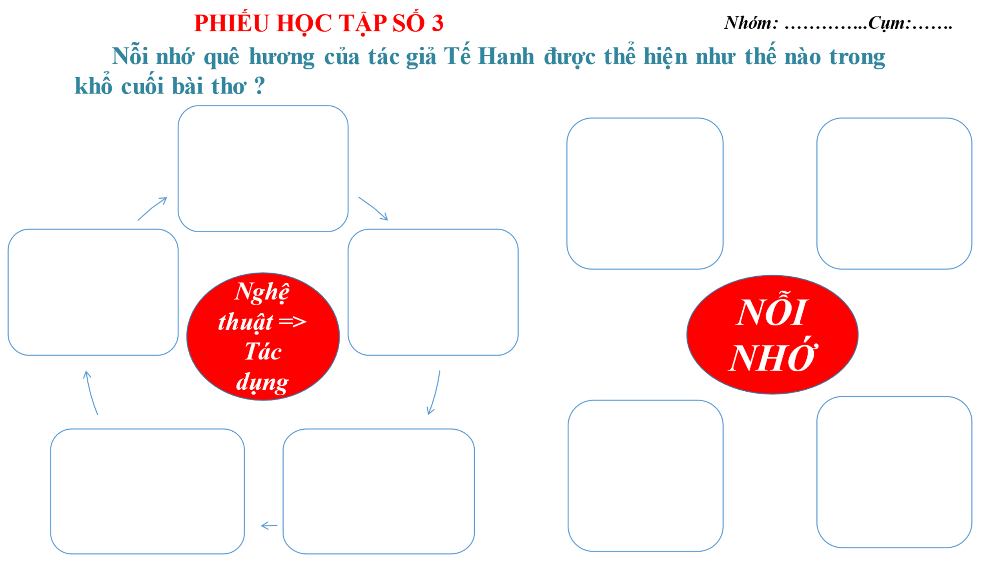 PHIẾU HỌC TẬP SỐ 3
Nhóm: …………...Cụm:…….
Nỗi nhớ quê hương của tác giả Tế Hanh được thể hiện như thế nào trong
khổ cuối bài thơ ?
Nghệ
thuật =>
Tác
dụng
NỖI
NHỚ